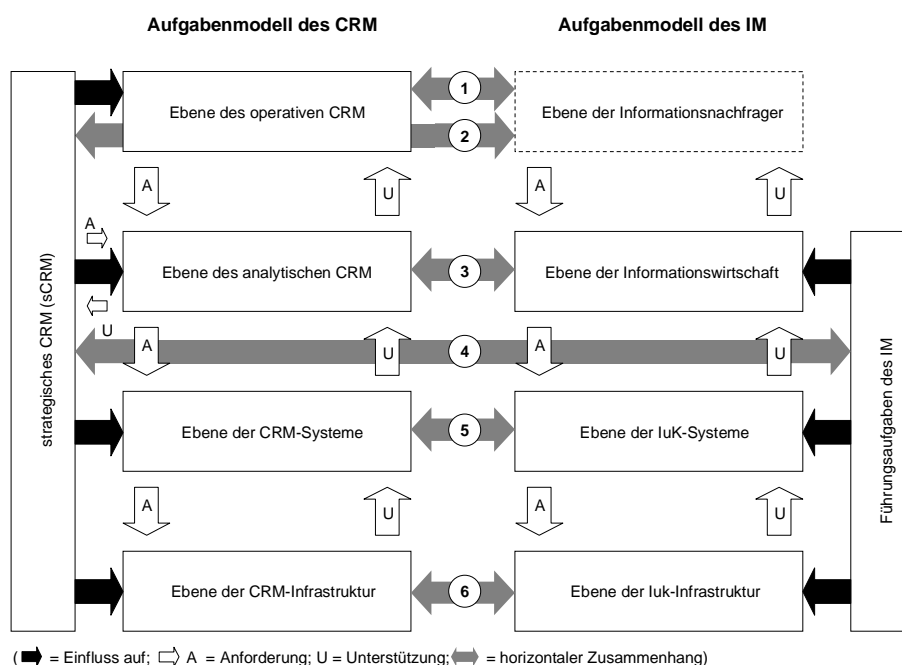 Aufgabenmodell des CRM
Aufgabenmodell des IM
1
Ebene des operativen CRM
Ebene der Informationsnachfrager
2
A
U
A
U
A
Ebene des analytischen CRM
3
Ebene der Informationswirtschaft
U
A
U
4
A
U
strategisches CRM (sCRM)
Führungsaufgaben des IM
Ebene der CRM-Systeme
5
Ebene der IuK-Systeme
A
U
A
U
Ebene der CRM-Infrastruktur
6
Ebene der Iuk-Infrastruktur
( = Einfluss auf; A = Anforderung; U = Unterstützung; = horizontaler Zusammenhang)